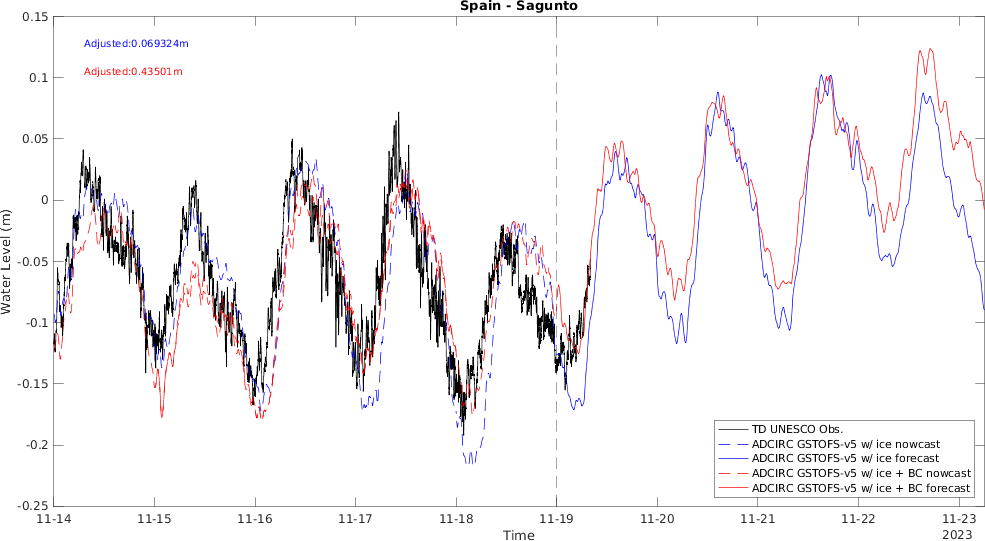 Spain - Sagunto
Adjusted:0.069324m
Adjusted:0.43501m
Water Level (m)
0.15
0.1
0.05
0
-0.05
-0.1
-0.15
-0.2
-0.25
TD UNESCO Obs.
ADCIRC GSTOFS-v5 w/ ice nowcast
ADCIRC GSTOFS-v5 w/ ice forecast
ADCIRC GSTOFS-v5 w/ ice + BC nowcast
ADCIRC GSTOFS-v5 w/ ice + BC forecast
11-14 11-15 11-16 11-17 11-18 11-19 11-20 11-21 11-22 11-23
2023
Time